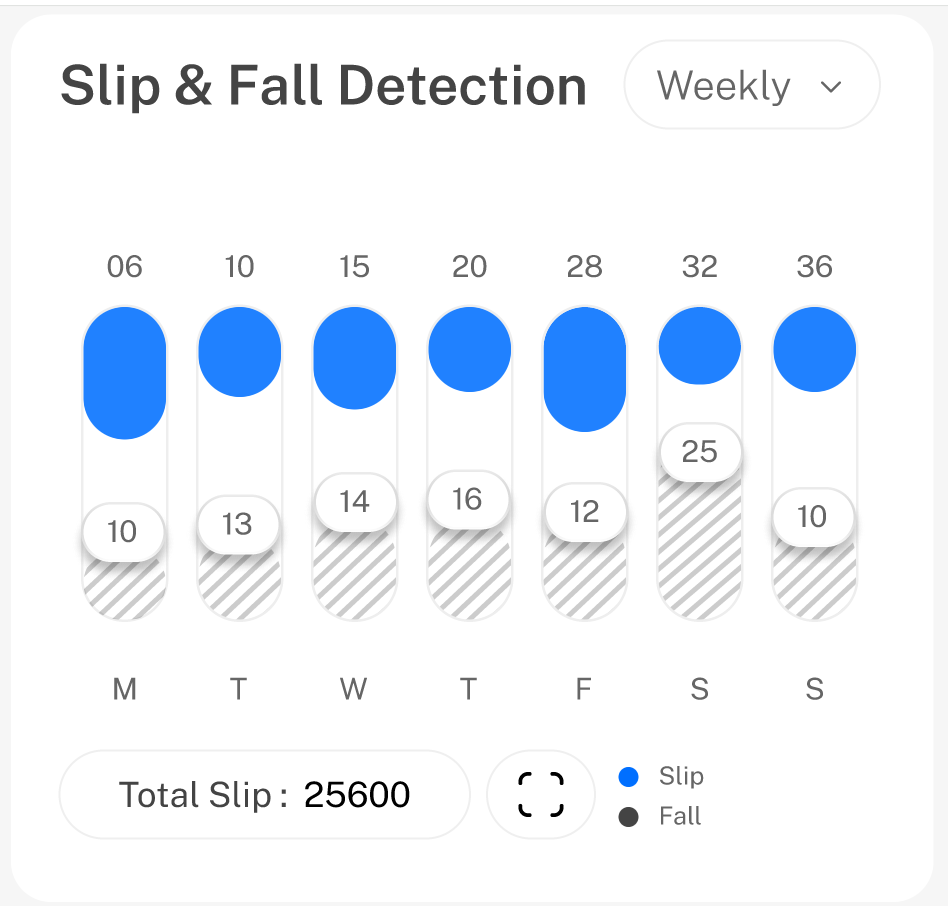 Slip & Fall Detection
Weekly
06 10 15 20 28 32 36
10 13 14 16 12 25 10
M T W T F S S
Total Slip : 25600
Slip
Fall